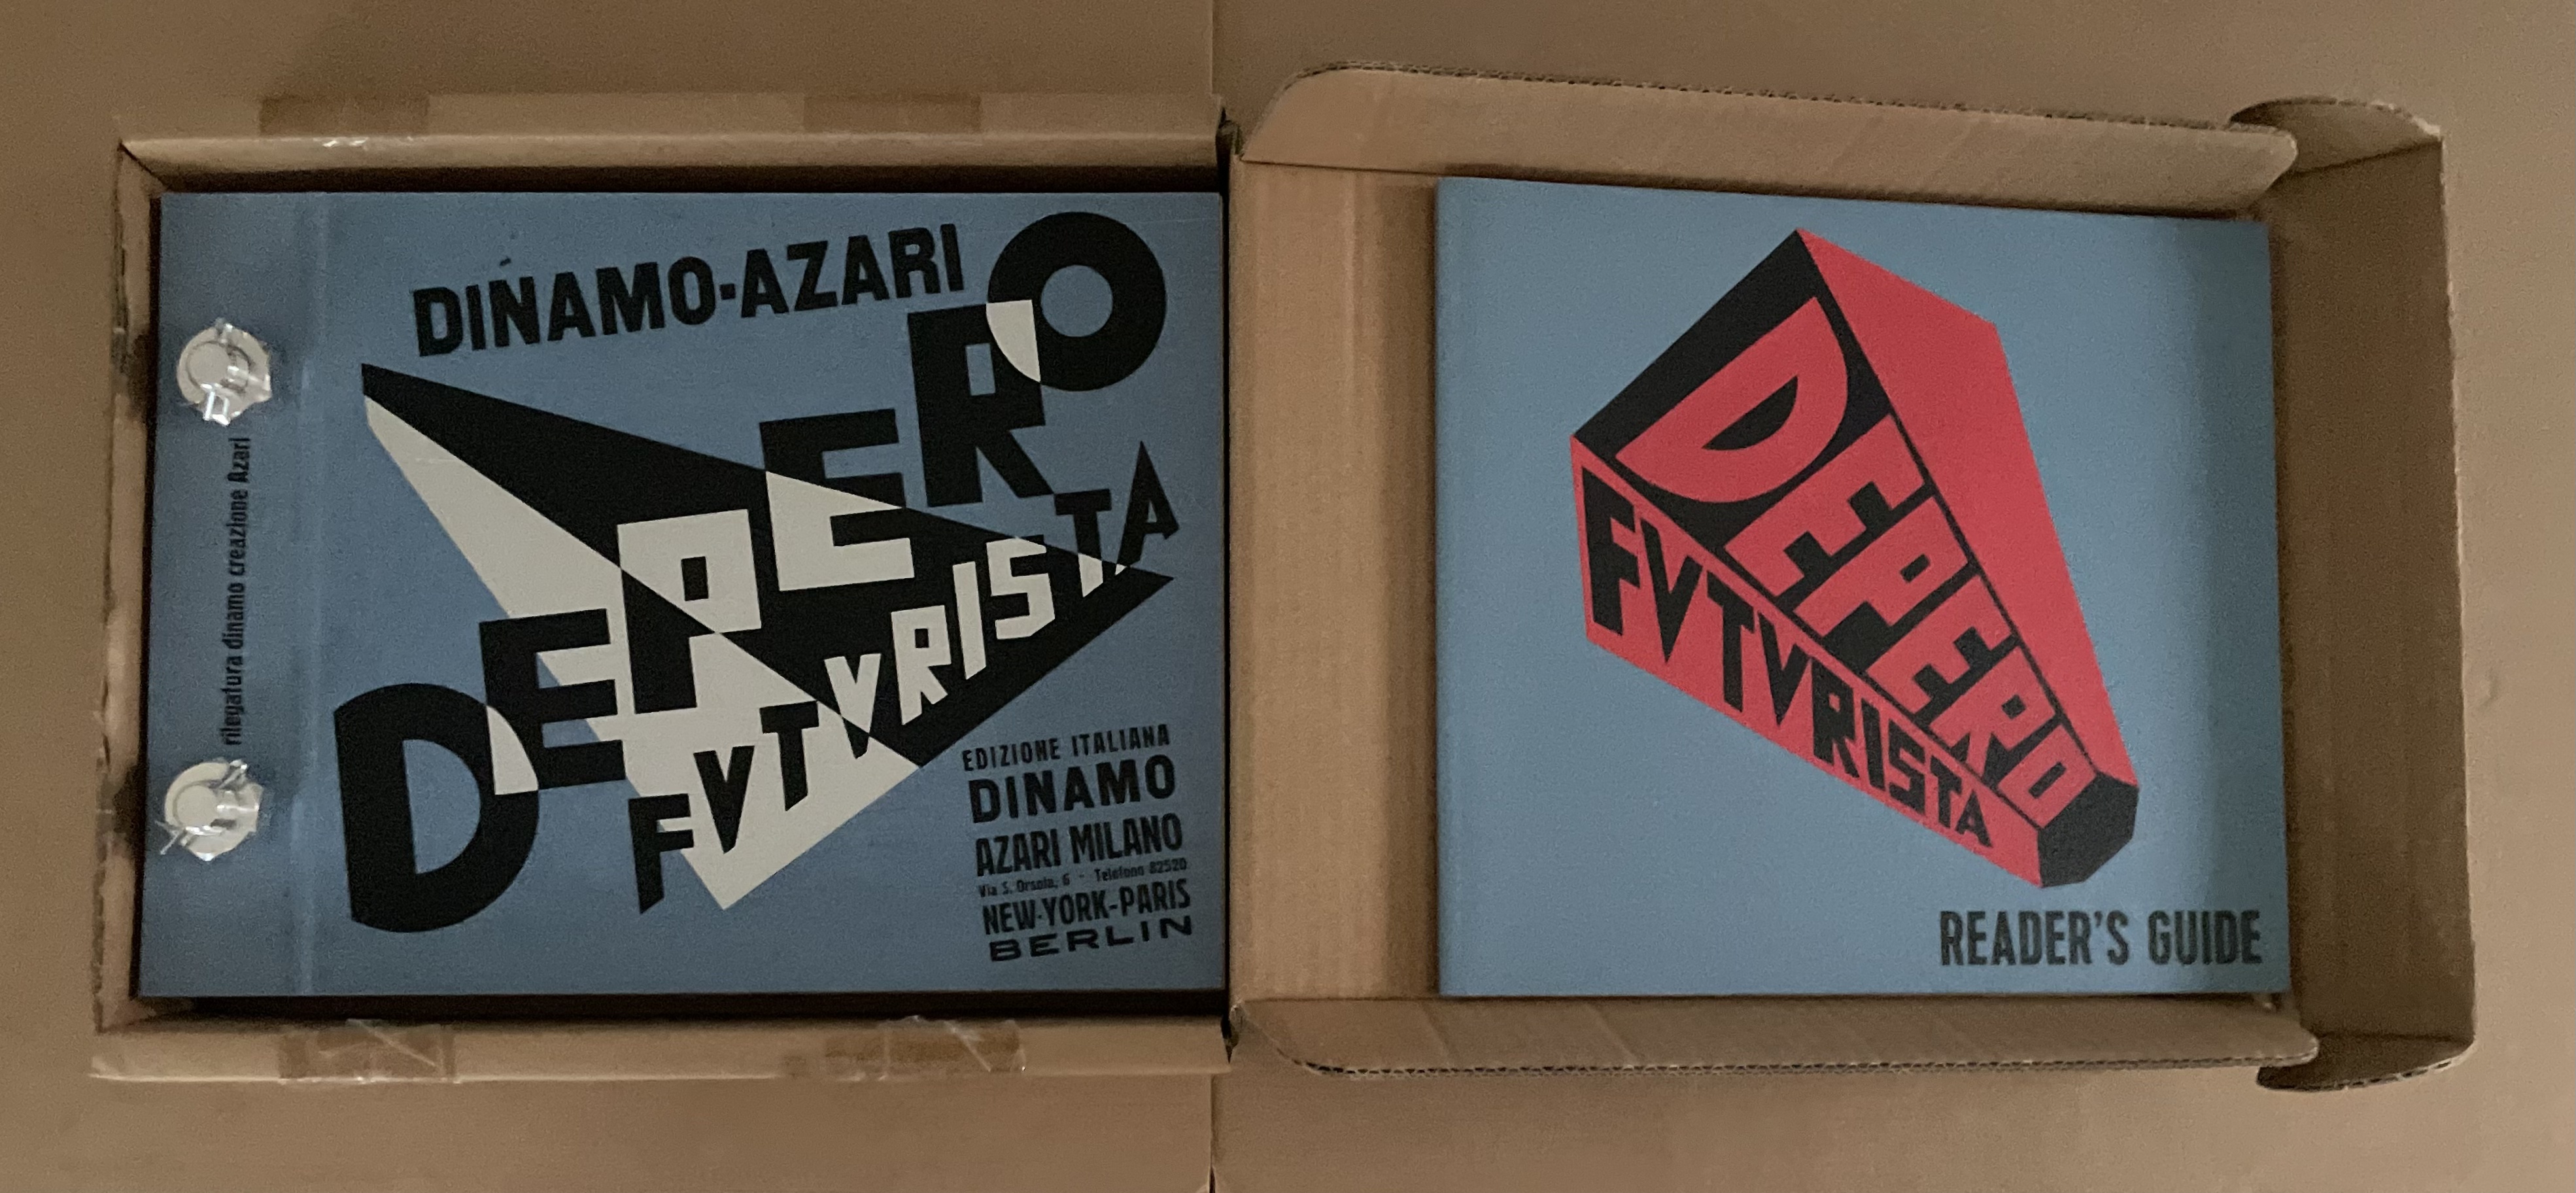 DINAMO-AZARI
DEPERO
FVTVRISTA
rilegatura dinamo creazione Azari
EDIZIONE ITALIANA
DINAMO
AZARI MILANO
Via S. Orsola, 6 - Telefono 82520
NEW-YORK-PARIS
BERLIN
DEPERO
FVTVRISTA
READER'S GUIDE